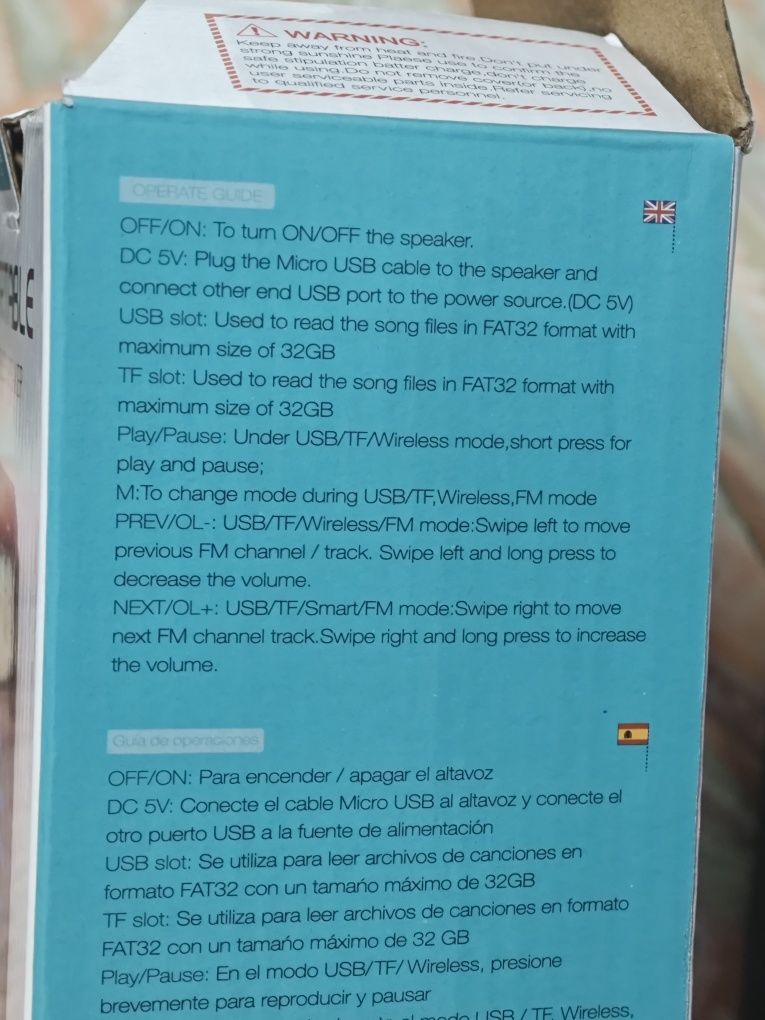 WARNING:
Keep away from heat and fire.Don't put under
strong sunshine Plaese use to confirm the
safe stipulation batter charge,don't charge
while using.Do not remove cover(or back),no
user serviceable parts inside,Refer servicing
to qualified service personnel.
OPERATE GUIDE
OFF/ON: To turn ON/OFF the speaker.
DC 5V: Plug the Micro USB cable to the speaker and
connect other end USB port to the power source.(DC 5V)
USB slot: Used to read the song files in FAT32 format with
maximum size of 32GB
TF slot: Used to read the song files in FAT32 format with
maximum size of 32GB
Play/Pause: Under USB/TF/Wireless mode,short press for
play and pause;
M:To change mode during USB/TF,Wireless,FM mode
PREV/OL-: USB/TF/Wireless/FM mode:Swipe left to move
previous FM channel / track. Swipe left and long press to
decrease the volume.
NEXT/OL+: USB/TF/Smart/FM mode:Swipe right to move
next FM channel track.Swipe right and long press to increase
the volume.
Guía de operaciones
OFF/ON: Para encender / apagar el altavoz
DC 5V: Conecte el cable Micro USB al altavoz y conecte el
otro puerto USB a la fuente de alimentación
USB slot: Se utiliza para leer archivos de canciones en
formato FAT32 con un tamańo máximo de 32GB
TF slot: Se utiliza para leer archivos de canciones en formato
FAT32 con un tamańo máximo de 32 GB
Play/Pause: En el modo USB/TF/ Wireless, presione
brevemente para reproducir y pausar
el modo USB / TF, Wireless,